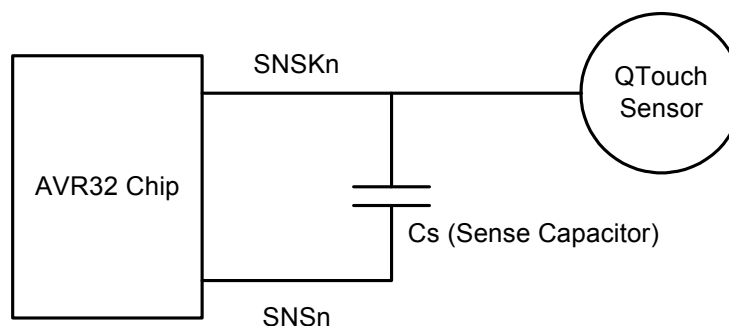 SNSKn
QTouch
Sensor
AVR32 Chip
Cs (Sense Capacitor)
SNSn